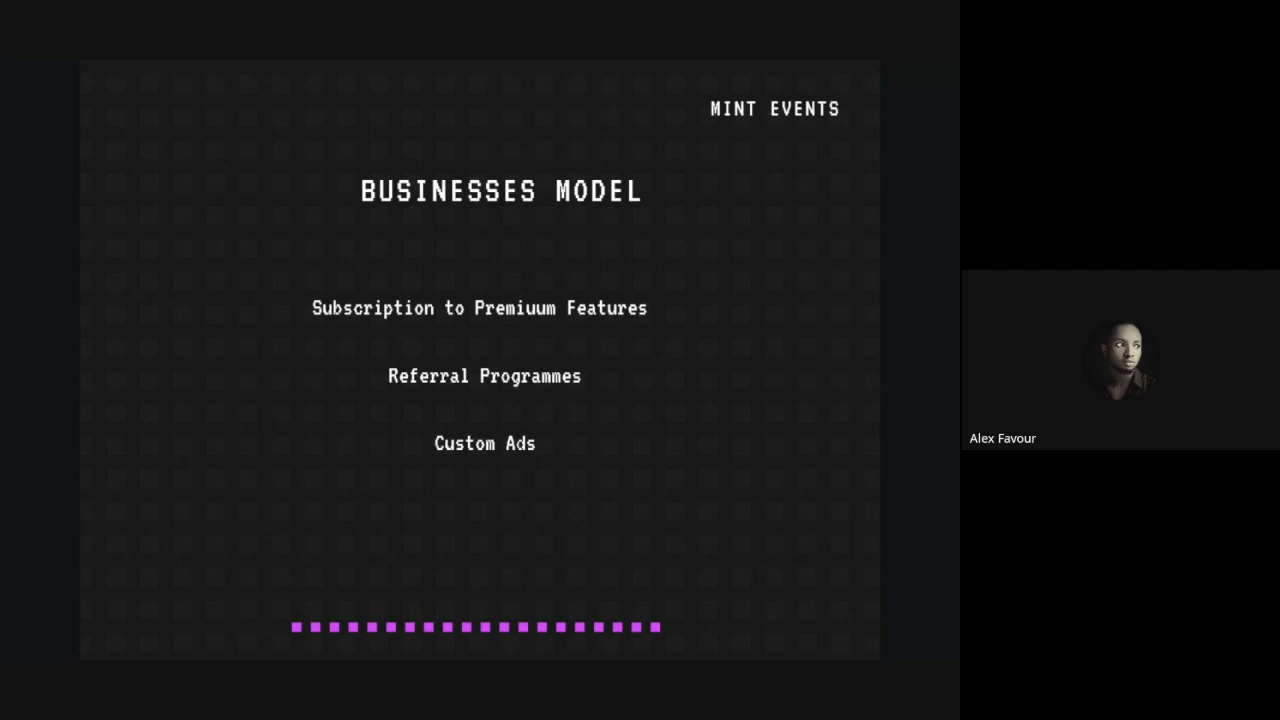 MINT EVENTS
BUSINESSES MODEL
Subscription to Premiuum Features
Referral Programmes
Custom Ads
Alex Favour